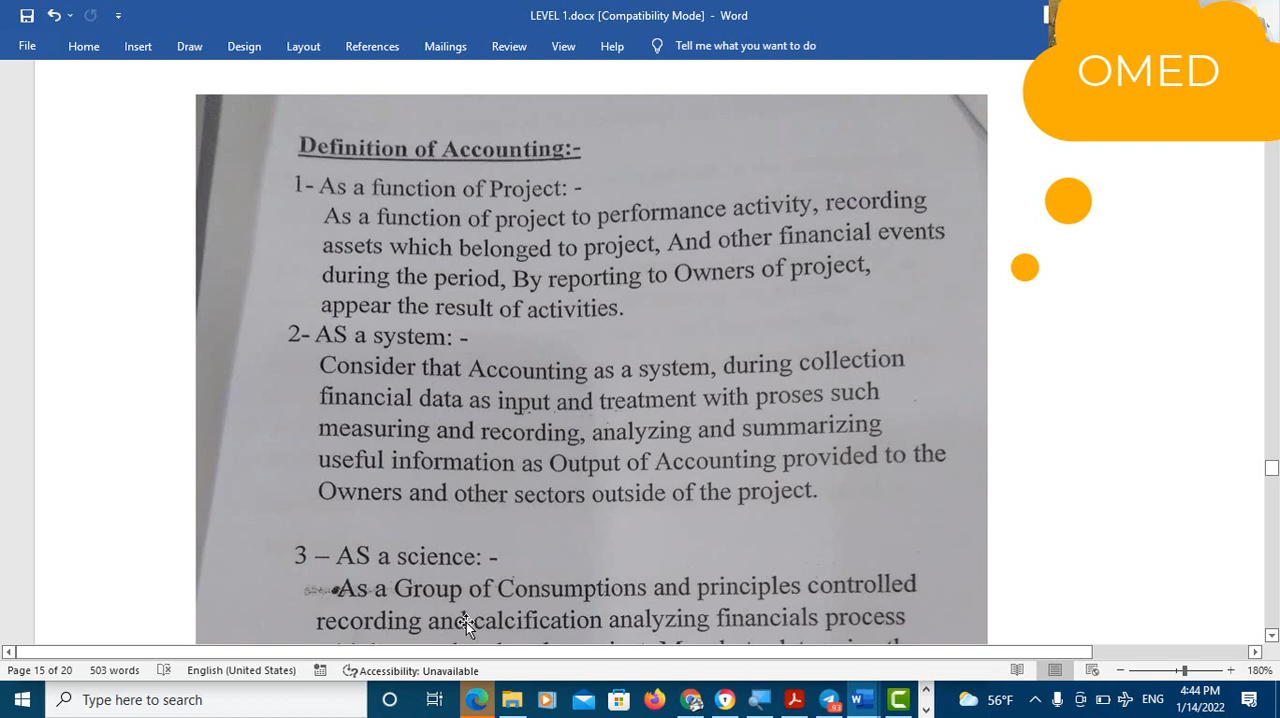 LEVEL 1.docx [Compatibility Mode] - Word
OMED
File Home Insert Draw Design Layout References Mailings Review View Help Tell me what you want to do
Definition of Accounting:-
1- As a function of Project: -
As a function of project to performance activity, recording
assets which belonged to project, And other financial events
during the period, By reporting to Owners of project,
appear the result of activities.
2- AS a system: -
Consider that Accounting as a system, during collection
financial data as input and treatment with proses such
measuring and recording, analyzing and summarizing
useful information as Output of Accounting provided to the
Owners and other sectors outside of the project.
3 – AS a science: -
As a Group of Consumptions and principles controlled
recording and calcification analyzing financials process
Page 15 of 20 503 words English (United States) Accessibility: Unavailable 180%
Type here to search
93
56°F
ENG
4:44 PM
1/14/2022